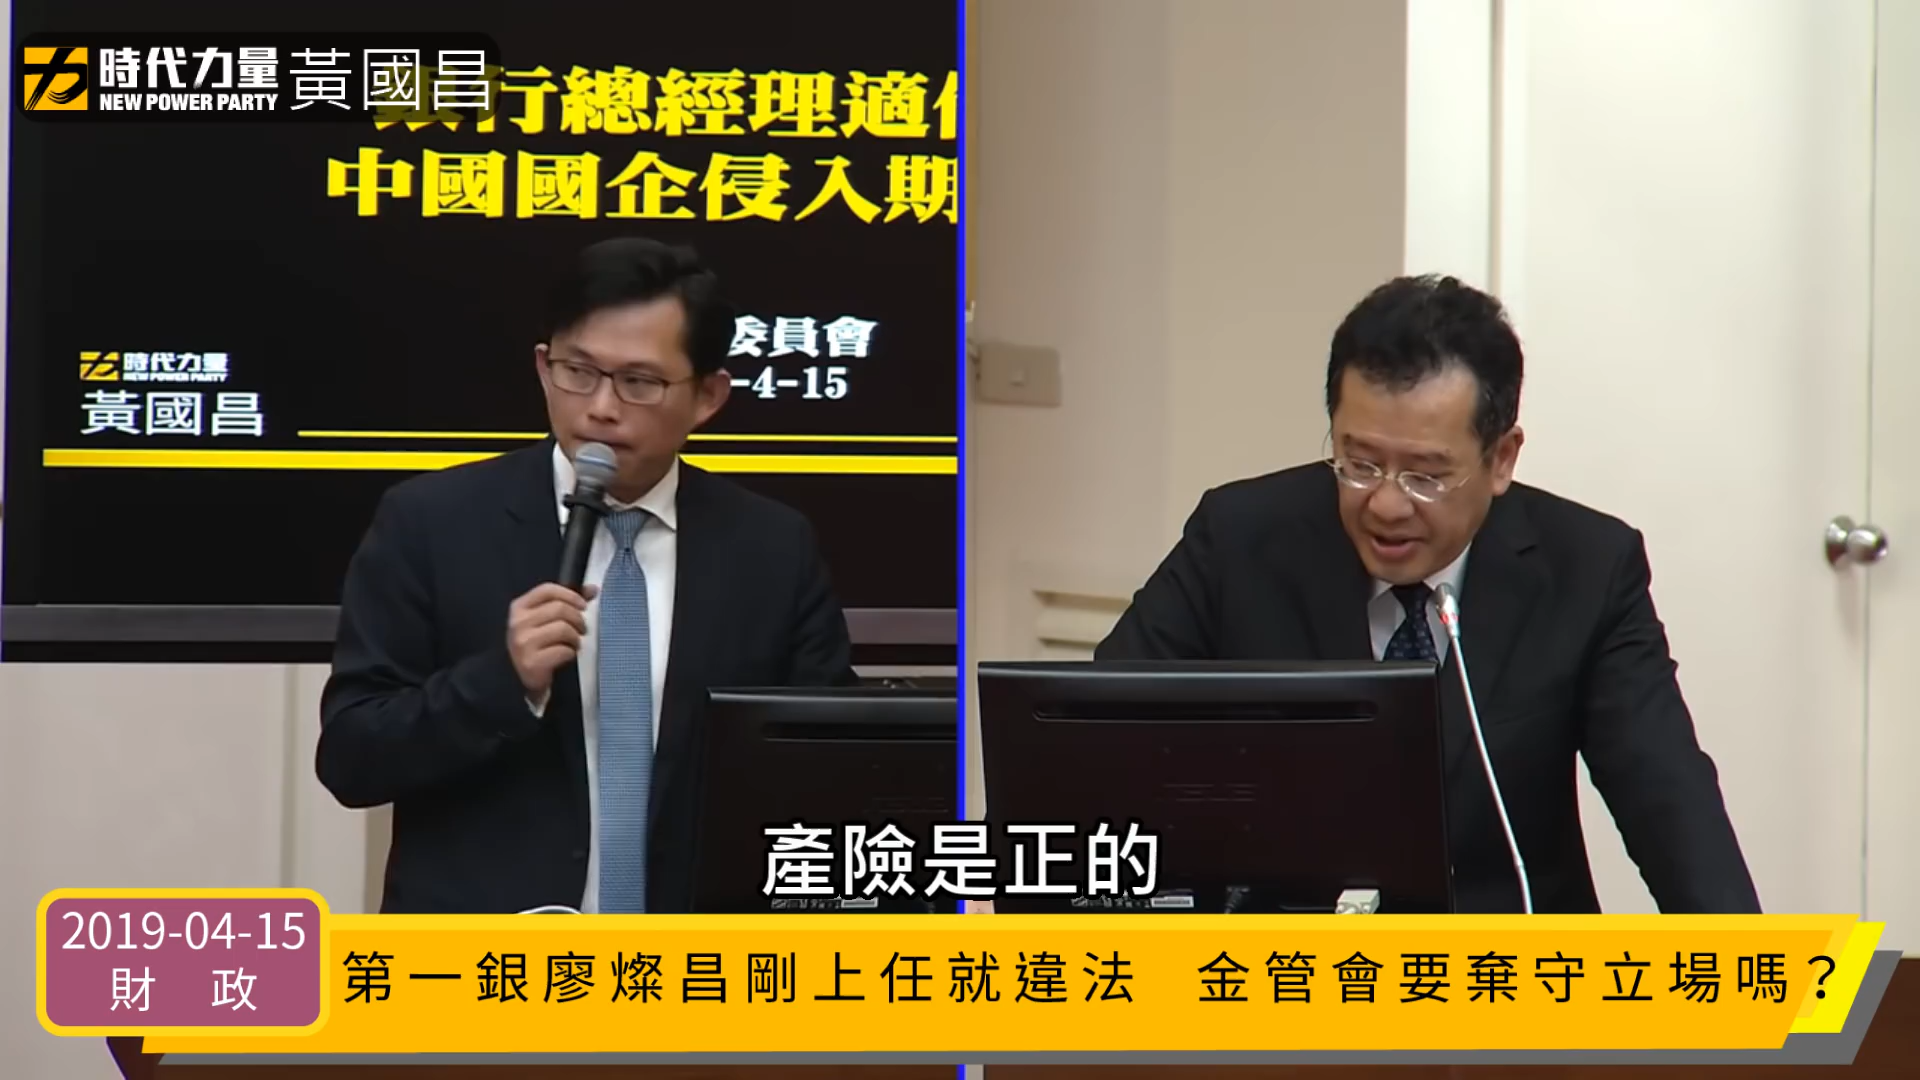 時代力量
NEW POWER PARTY
黃國昌
行總經理適
中國國企侵入期
委員會
-4-15
時代力量
NEW POWER PARTY
黃國昌
產險是正的
2019-04-15
財 政
第一銀廖燦昌剛上任就違法 金管會要棄守立場嗎?